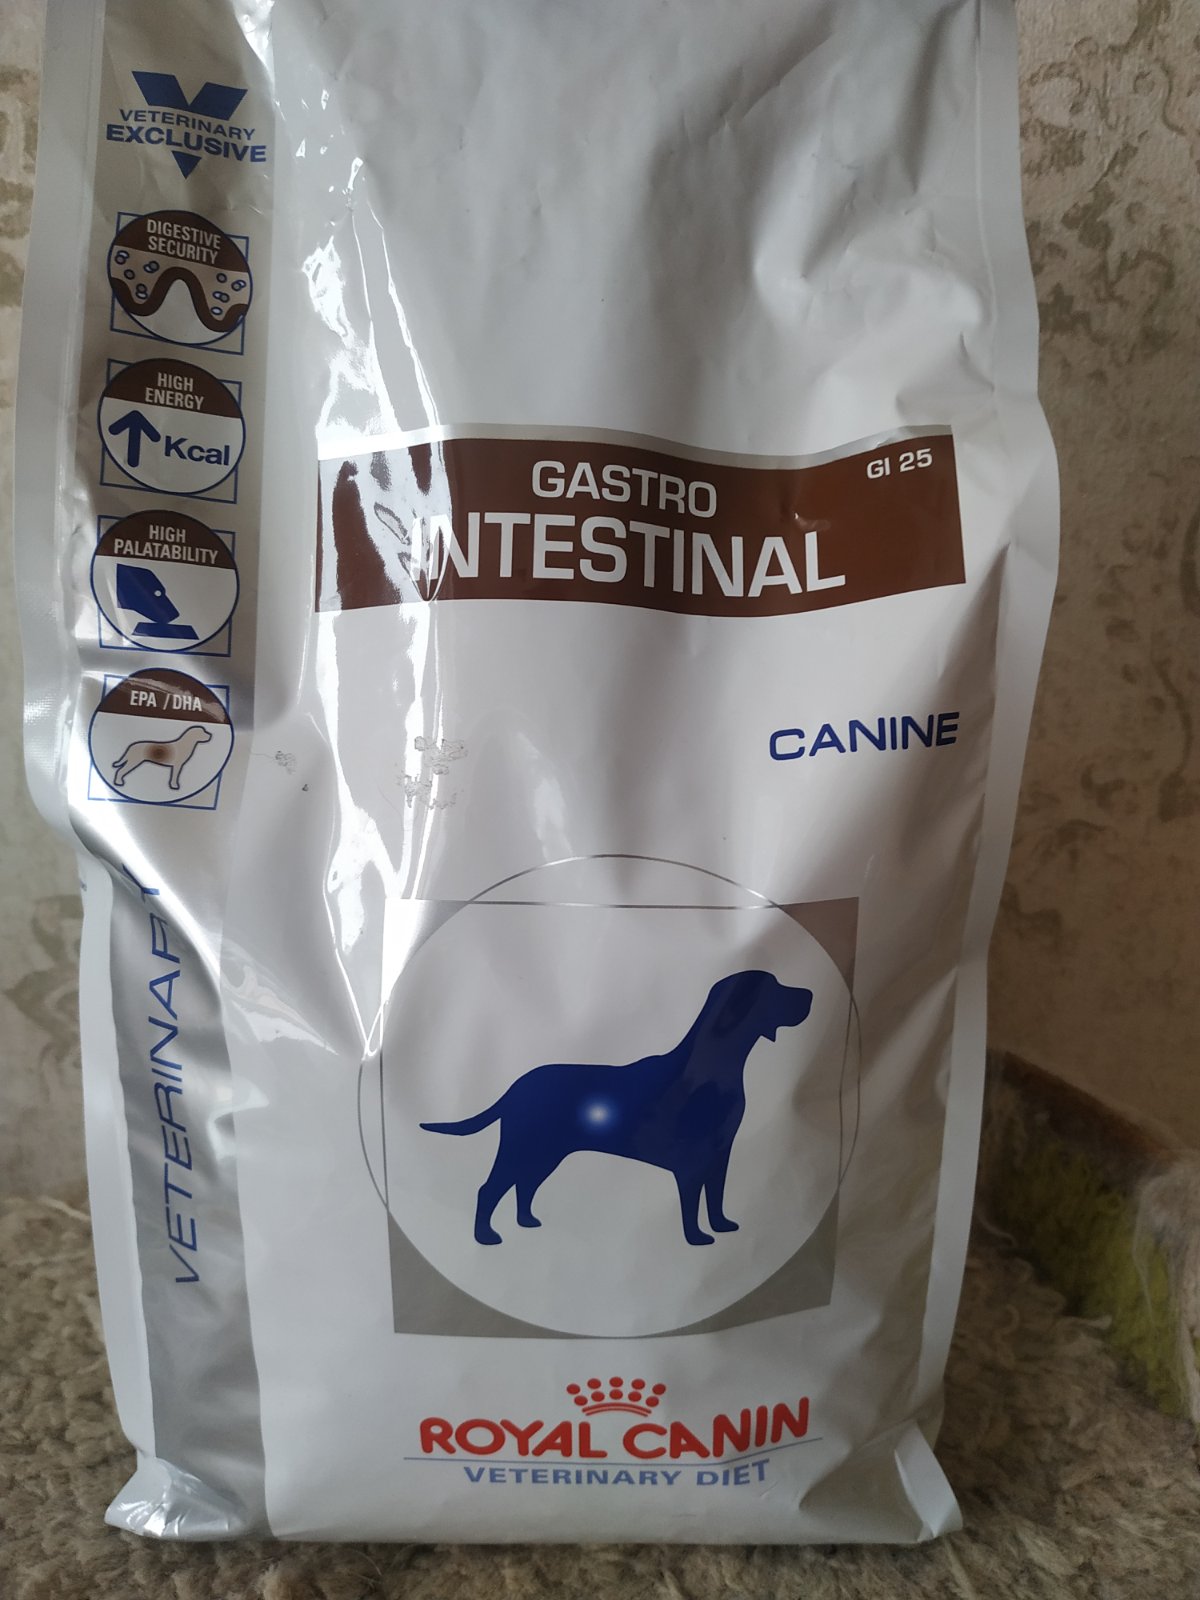 VETERINARY
EXCLUSIVE
DIGESTIVE
SECURITY
HIGH
ENERGY
Kcal
HIGH
PALATABILITY
EPA / DHA
VETERINARY
GASTRO
INTESTINAL
GI 25
CANINE
ROYAL CANIN
VETERINARY DIET